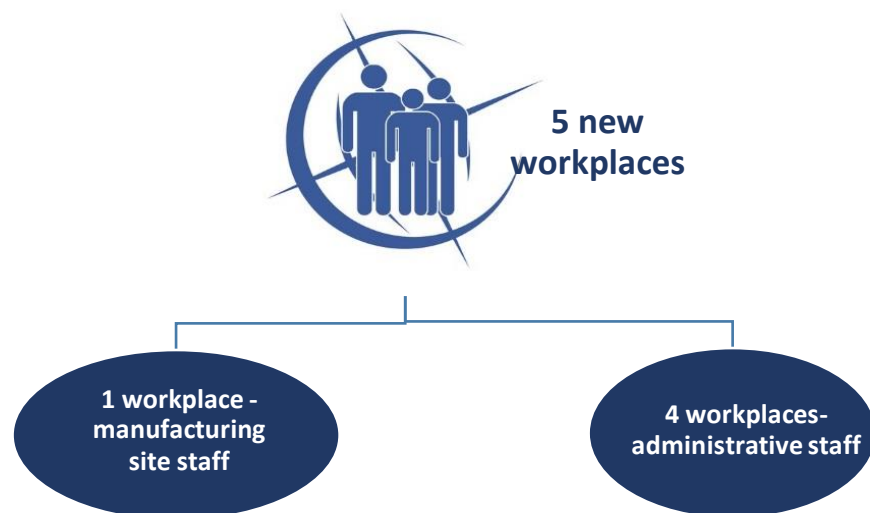 5 new
workplaces
1 workplace -
manufacturing
site staff
4 workplaces-
administrative staff